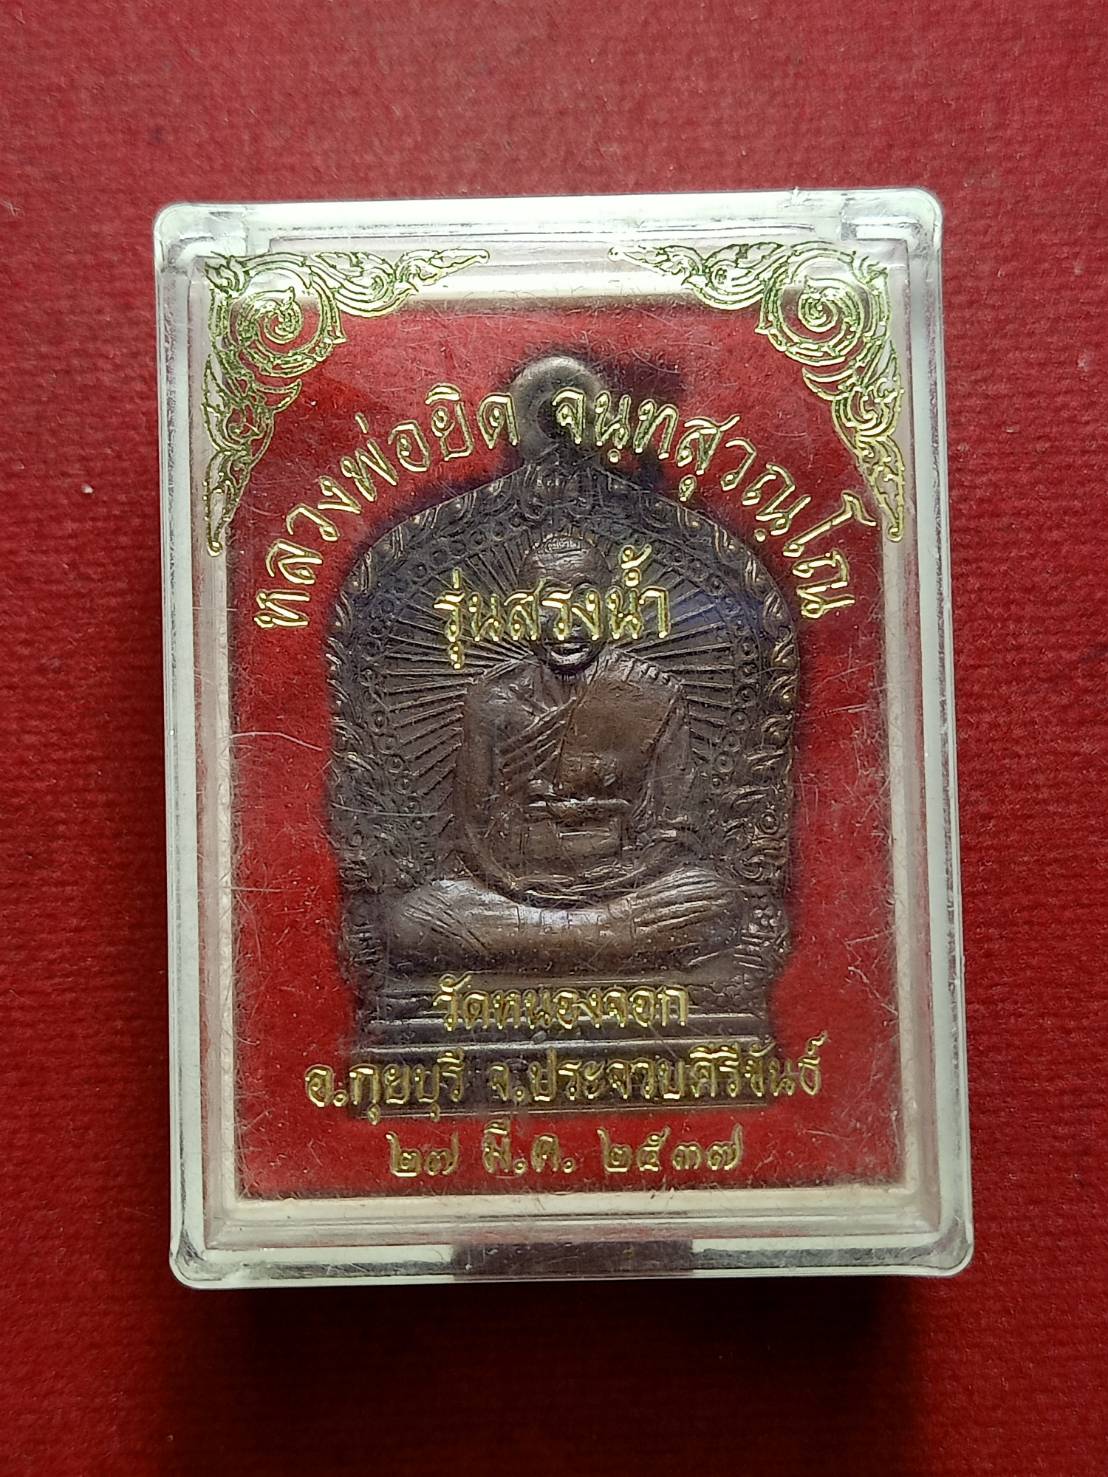 หลวงพ่อยิด จนฺทสุวณฺโณ
รุ่นสรงน้ำ
วัดหนองจอก
อ.กุยบุรี จ.ประจวบคีรีขันธ์
๒๗ มี.ค. ๒๕๓๗